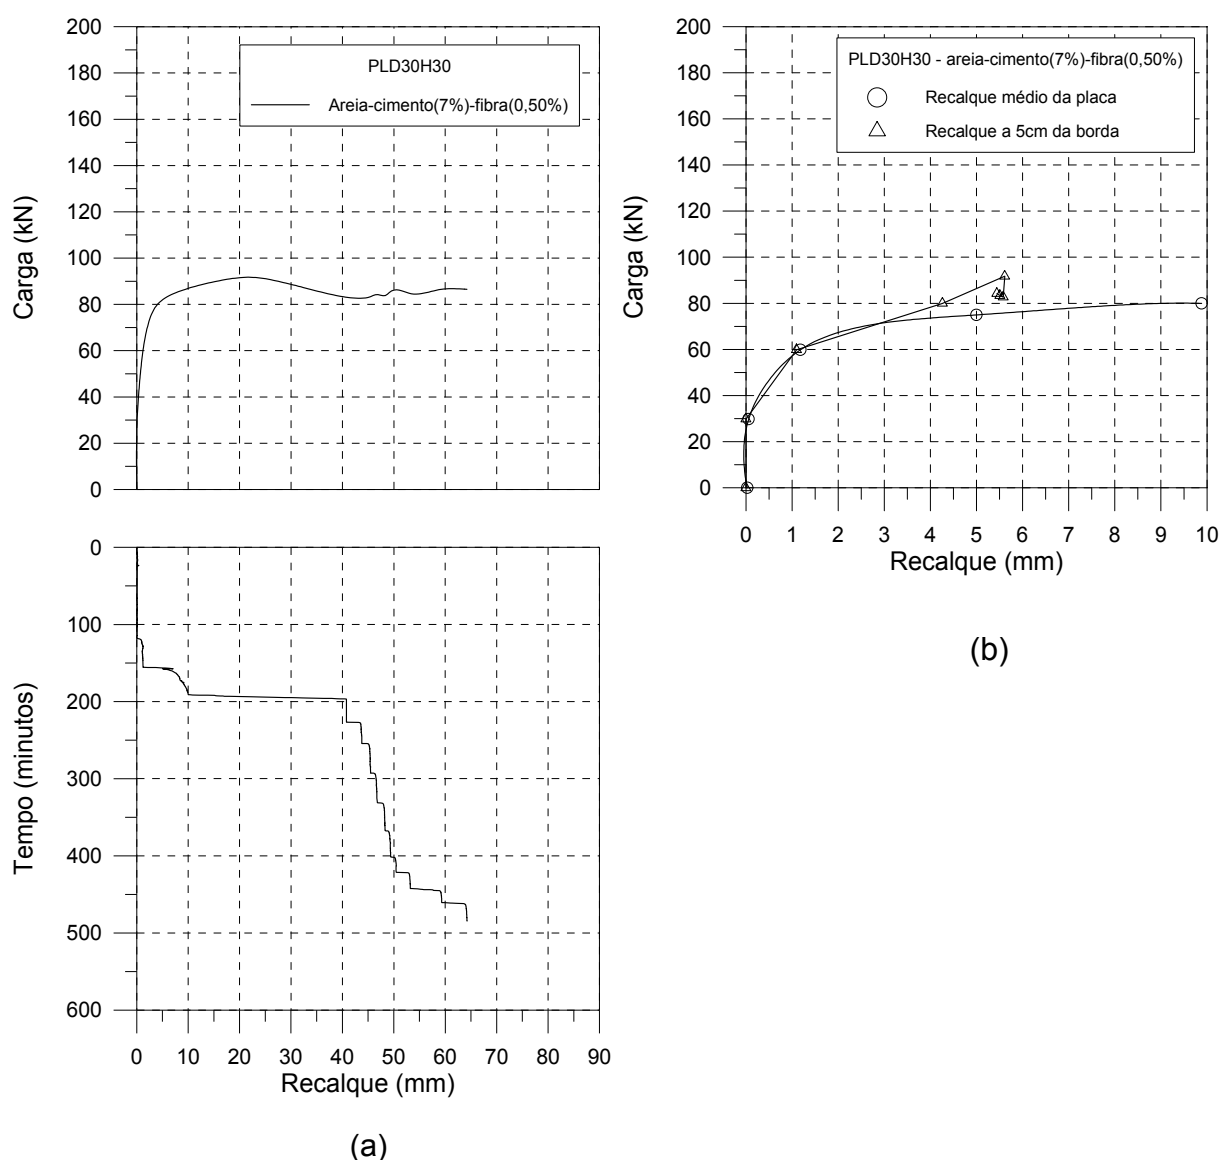 200
180
160
140
120
100
80
60
40
20
0
Carga (kN)
PLD30H30
Areia-cimento(7%)-fibra(0,50%)
0
100
200
300
400
500
600
Tempo (minutos)
0 10 20 30 40 50 60 70 80 90
Recalque (mm)
(a)
200
180
160
140
120
100
80
60
40
20
0
Carga (kN)
PLD30H30 - areia-cimento(7%)-fibra(0,50%)
Recalque médio da placa
Recalque a 5cm da borda
0 1 2 3 4 5 6 7 8 9 10
Recalque (mm)
(b)